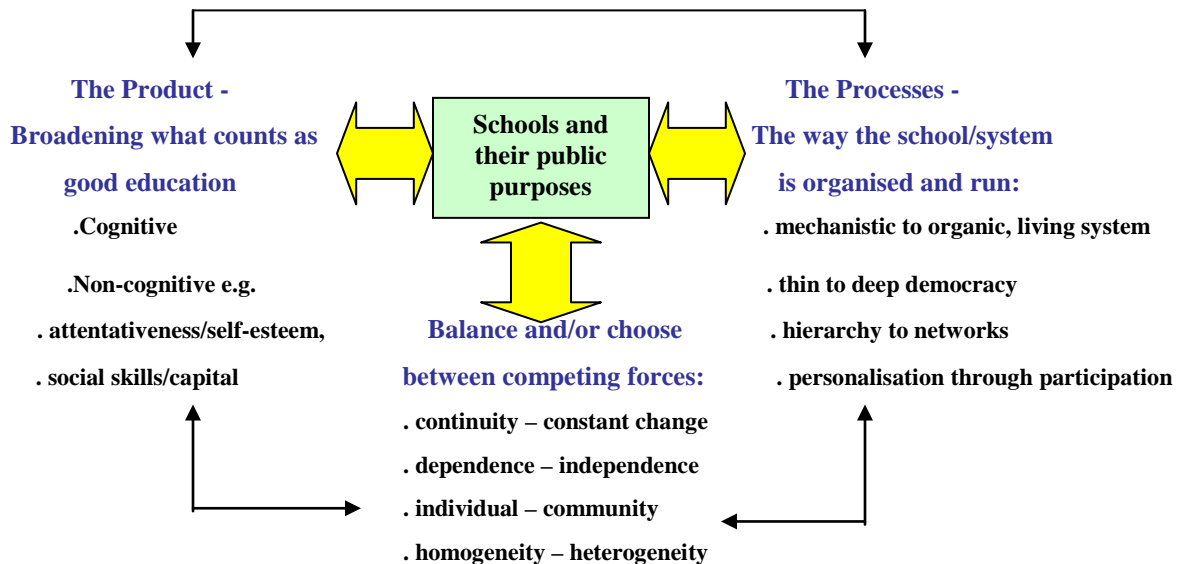 The Product -
Broadening what counts as
good education
.Cognitive
.Non-cognitive e.g.
. attentativeness/self-esteem,
. social skills/capital
Schools and
their public
purposes
The Processes -
The way the school/system
is organised and run:
. mechanistic to organic, living system
. thin to deep democracy
. hierarchy to networks
. personalisation through participation
Balance and/or choose
between competing forces:
. continuity – constant change
. dependence – independence
. individual – community
. homogeneity – heterogeneity